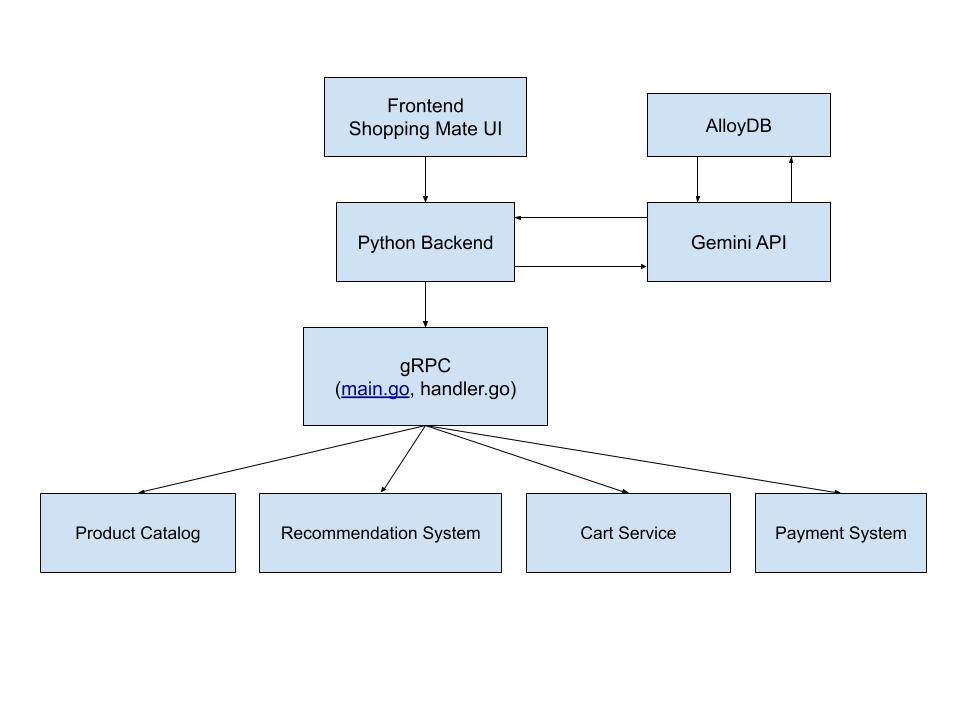 Frontend
Shopping Mate UI
AlloyDB
Python Backend
Gemini API
gRPC
(main.go, handler.go)
Product Catalog
Recommendation System
Cart Service
Payment System